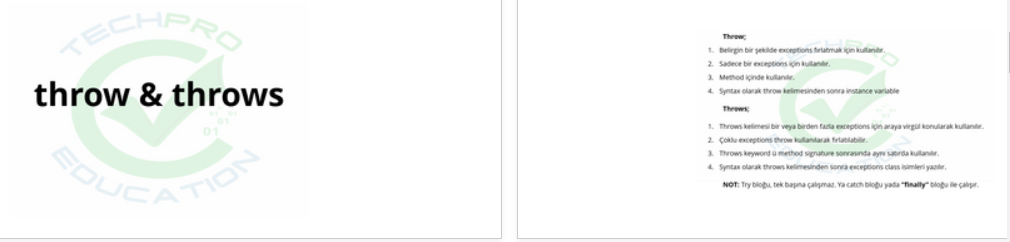 TECHPRO
throw & throws
01
01
EDUCATION
Throw;
1. Belirgin bir şekilde exceptions fırlatmak için kullanılır.
2. Sadece bir exceptions için kullanılır.
3. Method içinde kullanılır.
4. Syntax olarak throw kelimesinden sonra instance variable
Throws;
1. Throws kelimesi bir veya birden fazla exceptions için araya virgül konularak kullanılır.
2. Çoklu exceptions throw kullanılarak fırlatılabilir.
3. Throws keyword ü method signature sonrasında aynı satırda kullanılır.
4. Syntax olarak throws kelimesinden sonra exceptions class isimleri yazılır.
NOT: Try bloğu, tek başına çalışmaz. Ya catch bloğu yada "finally" bloğu ile çalışır.